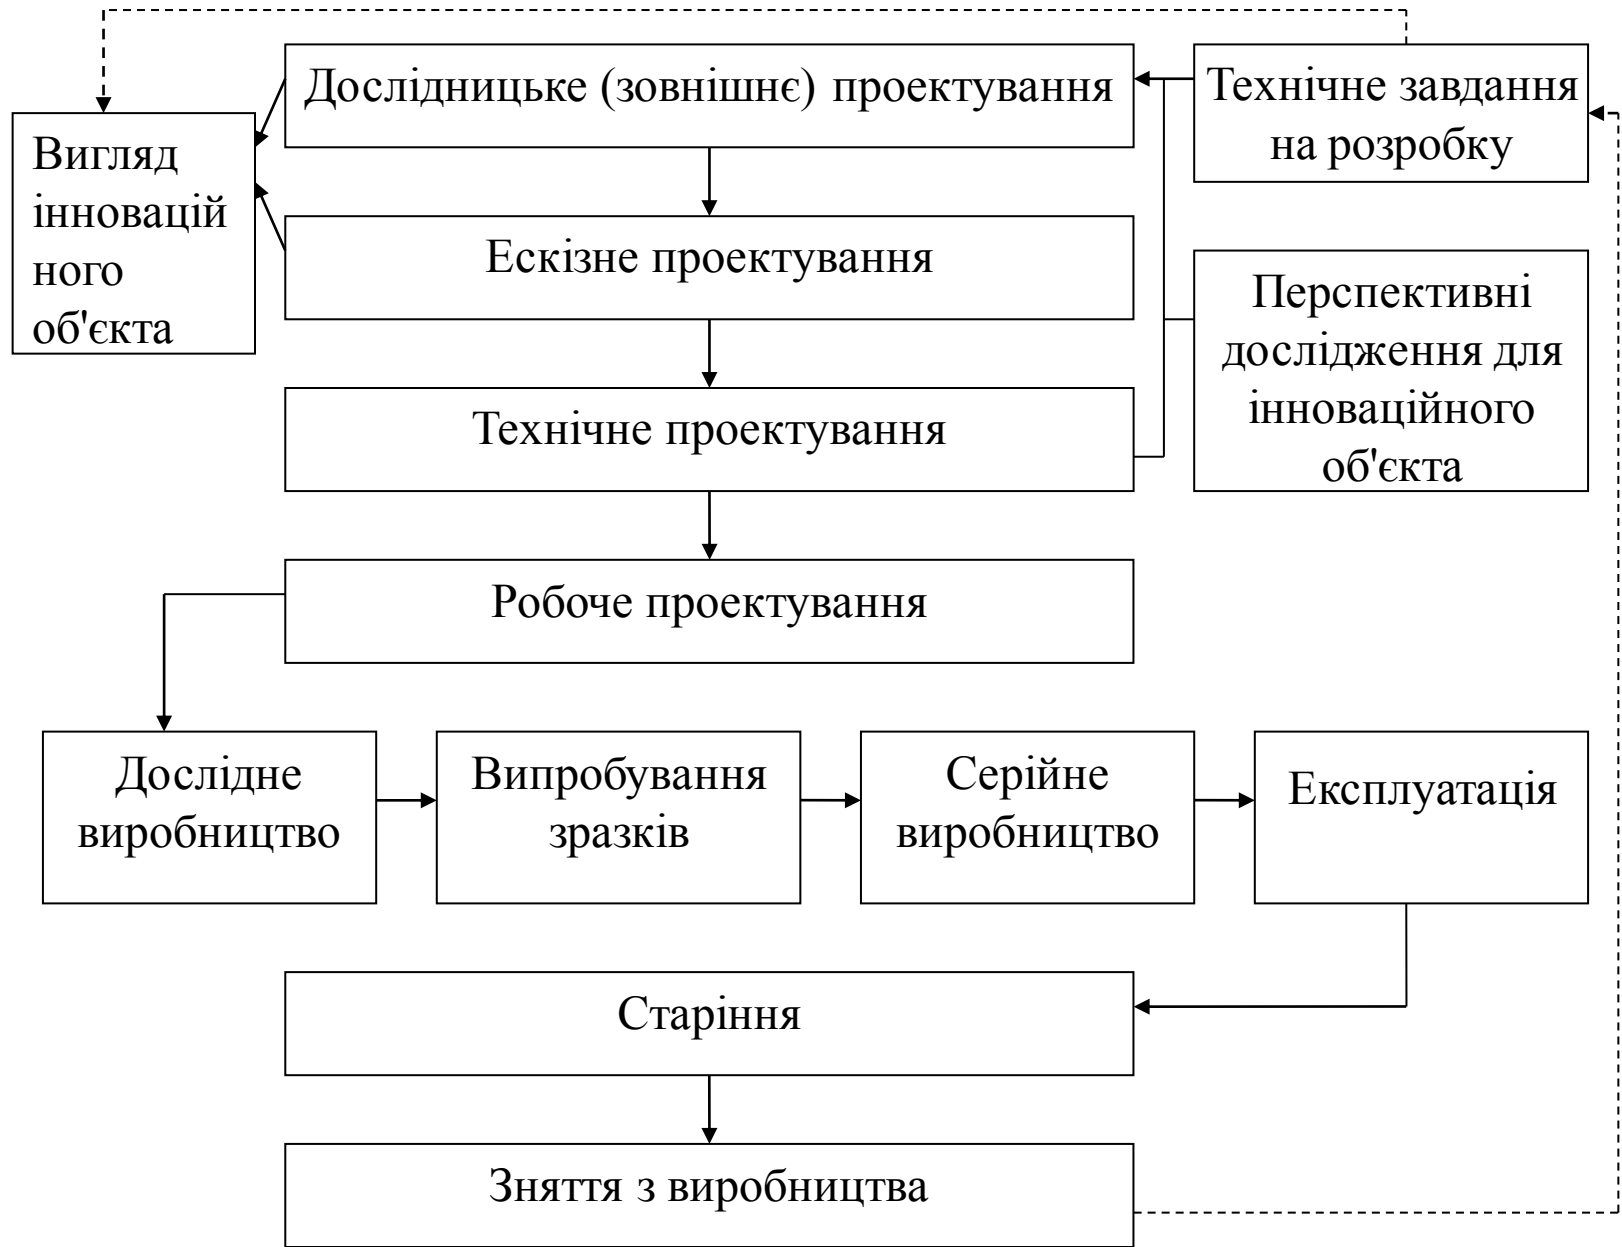 Дослідницьке (зовнішнє) проектування
Технічне завдання
на розробку
Вигляд
інновацій
ного
об'єкта
Ескізне проектування
Перспективні
дослідження для
інноваційного
об'єкта
Технічне проектування
Робоче проектування
Дослідне
виробництво
Випробування
зразків
Серійне
виробництво
Експлуатація
Старіння
Зняття з виробництва